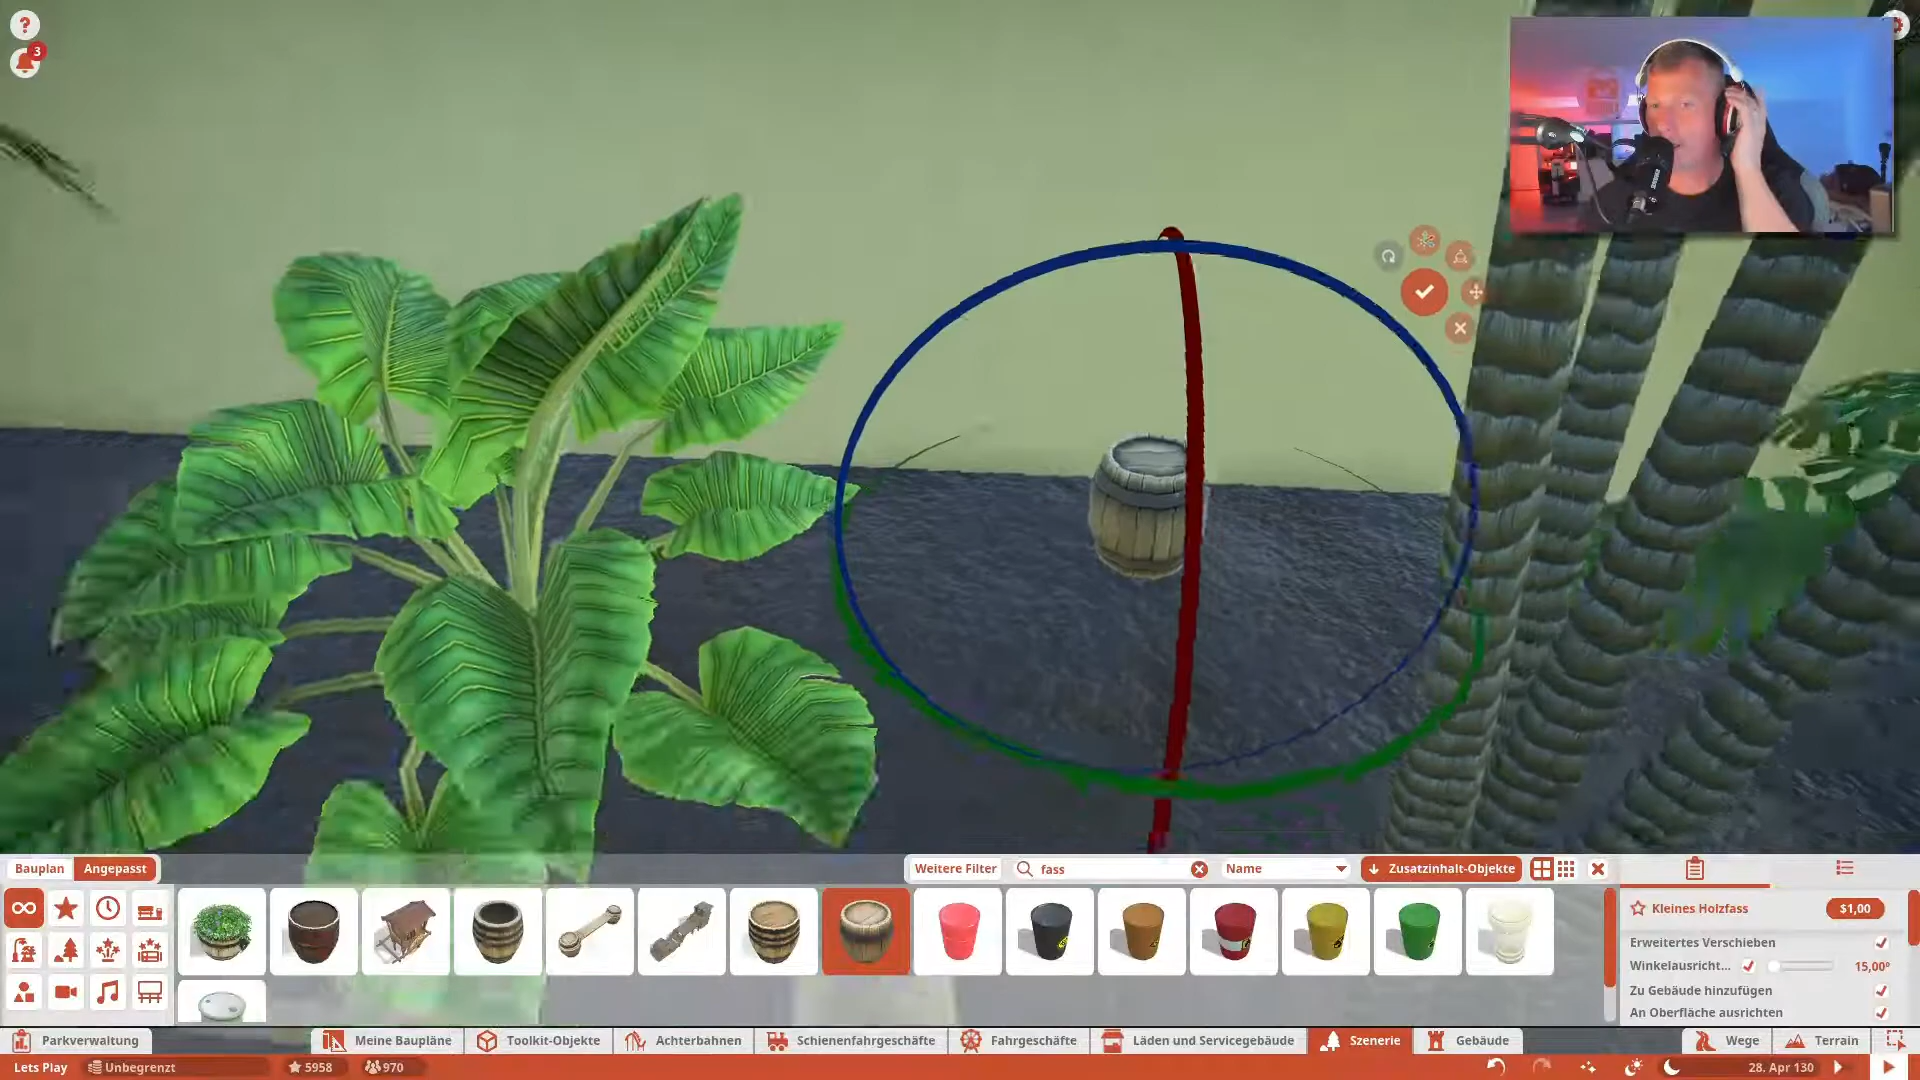 ?
3
Bauplan
Angepasst
Weitere Filter
fass
Name
Zusatzinhalt-Objekte
Kleines Holzfass
$1,00
Erweitertes Verschieben
Winkelausricht...
15,00°
Zu Gebäude hinzufügen
An Oberfläche ausrichten
Parkverwaltung
Meine Baupläne
Toolkit-Objekte
Achterbahnen
Schienenfahrgeschäfte
Fahrgeschäfte
Läden und Servicegebäude
Szenerie
Gebäude
Wege
Terrain
Lets Play
Unbegrenzt
5958
970
28. Apr 130